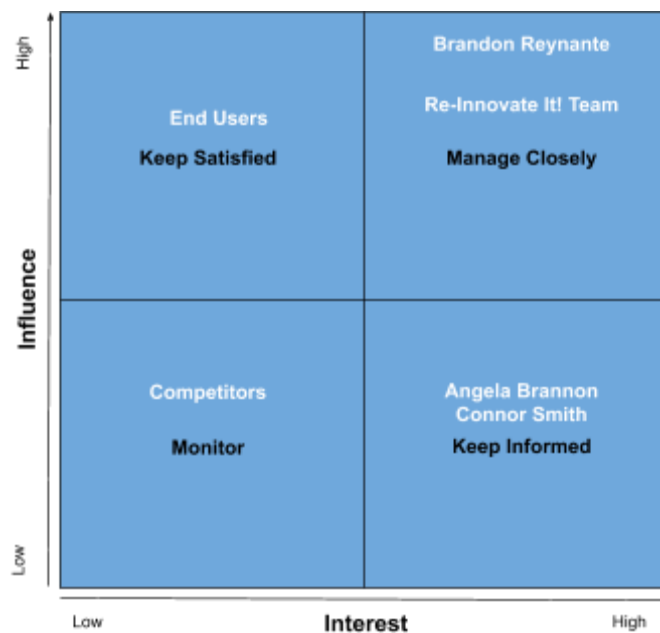 High
Brandon Reynante
Re-Innovate It! Team
End Users
Keep Satisfied
Manage Closely
Influence
Competitors
Monitor
Angela Brannon
Connor Smith
Keep Informed
Low
Low
Interest
High